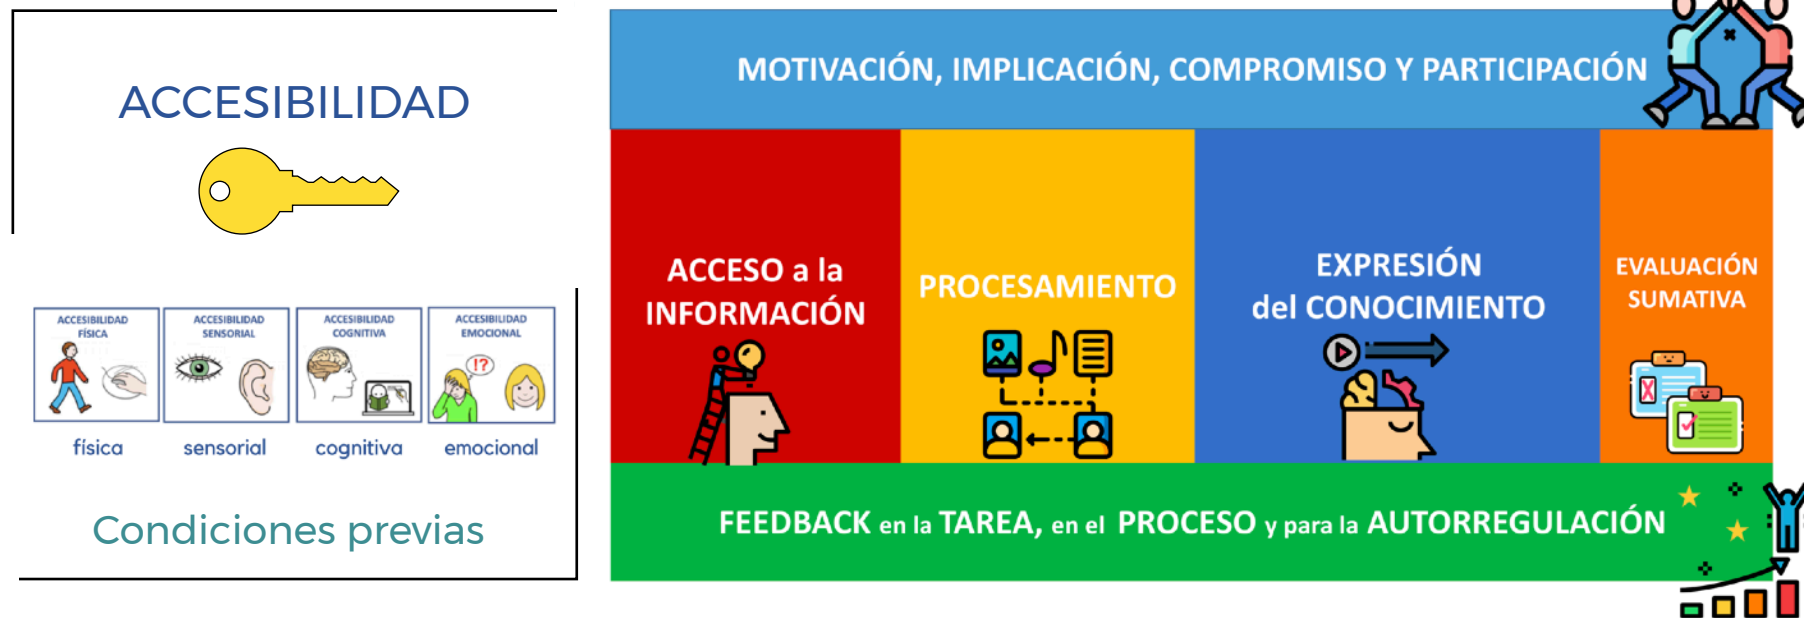 ACCESIBILIDAD
ACCESIBILIDAD
FÍSICA
ACCESIBILIDAD
SENSORIAL
ACCESIBILIDAD
COGNITIVA
ACCESIBILIDAD
EMOCIONAL
!?
física
sensorial
cognitiva
emocional
Condiciones previas
MOTIVACIÓN, IMPLICACIÓN, COMPROMISO Y PARTICIPACIÓN
ACCESO a la
INFORMACIÓN
PROCESAMIENTO
EXPRESIÓN
del CONOCIMIENTO
EVALUACIÓN
SUMATIVA
FEEDBACK en la TAREA, en el PROCESO y para la AUTORREGULACIÓN